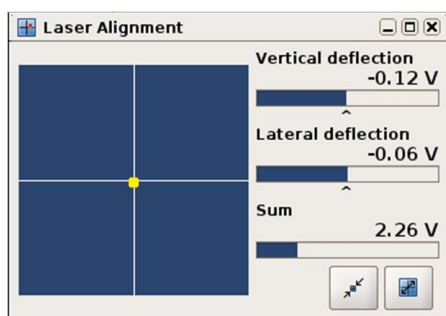 Laser Alignment
Vertical deflection
-0.12 V
Lateral deflection
-0.06 V
Sum
2.26 V